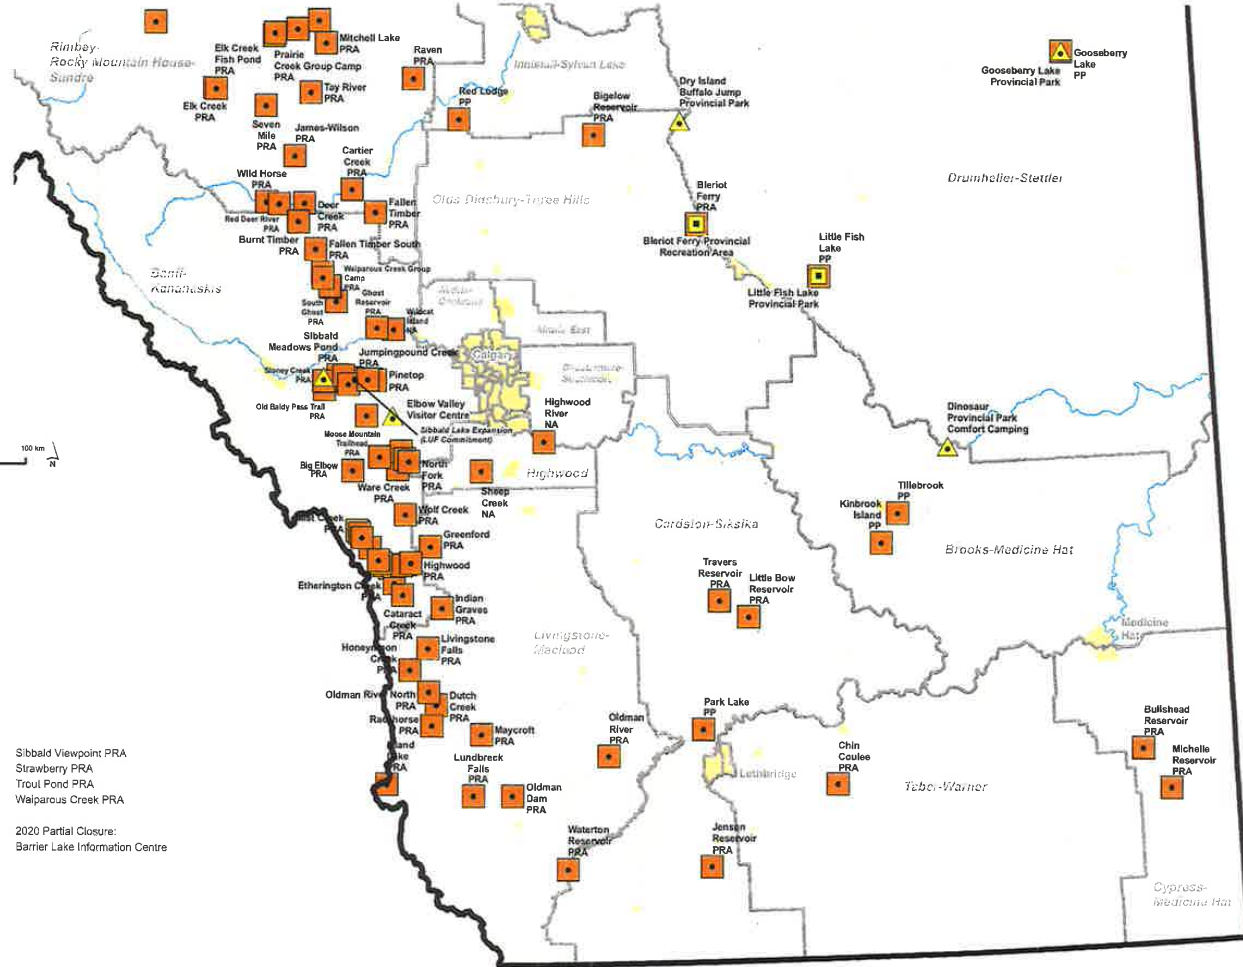 Rimbey-
Rocky Mountain House-
Sundre
Elk Creek
Fish Pond
PRA
Prairie
Creek Group Camp
PRA
Mitchell Lake
PRA
Raven
PRA
Innisfail-Sylvan Lake
Dry Island
Buffalo Jump
Provincial Park
Gooseberry
Lake
PP
Gooseberry Lake
Provincial Park
Elk Creek
PRA
Tay River
PRA
Red Lodge
PP
Bigelow
Reservoir
PRA
Seven
Mile
PRA
James-Wilson
PRA
Cartier
Creek
PRA
Wild Horse
PRA
Drumheller-Stettler
Olds-Didsbury-Three Hills
Bleriot
Ferry
PRA
Red Deer River
PRA
Deer
Creek
PRA
Fallen
Timber
PRA
Burnt Timber
PRA
Fallen Timber South
PRA
Bleriot Ferry Provincial
Recreation Area
Little Fish
Lake
PP
Banff-
Kananaskis
Waiparous Creek Group
Camp
PRA
Little Fish Lake
Provincial Park
South
Ghost
PRA
Ghost
Reservoir
PRA
Wildcat
Island
NA
Sibbald
Meadows Pond
PRA
Jumpingpound Creek
PRA
Calgary
Stoney Creek
PRA
Pinetop
PRA
Old Baldy Pass Trail
PRA
Elbow Valley
Visitor Centre
Highwood
River
NA
Dinosaur
Provincial Park
Comfort Camping
Sibbald Lake Expansion
(LUF Commitment)
Moose Mountain
Trailhead
PRA
100 km
N
Big Elbow
PRA
North
Fork
PRA
Highwood
Ware Creek
PRA
Sheep
Creek
NA
Tillebrook
PP
Kinbrook
Island
PP
Wolf Creek
PRA
Cardston-Siksika
Brooks-Medicine Hat
Greenford
PRA
Highwood
PRA
Travers
Reservoir
PRA
Little Bow
Reservoir
PRA
Etherington Creek
PRA
Cataract
Creek
PRA
Indian
Graves
PRA
Livingstone-
Macleod
Medicine
Hat
Livingstone
Falls
PRA
Oldman River North
PRA
Dutch
Creek
PRA
Park Lake
PP
Maycroft
PRA
Oldman
River
PRA
Bullshead
Reservoir
PRA
Michelle
Reservoir
PRA
Chin
Coulee
PRA
Lundbreck
Falls
PRA
Lethbridge
Taber-Warner
Oldman
Dam
PRA
Waterton
Reservoir
PRA
Jensen
Reservoir
PRA
Cypress-
Medicine Hat
Sibbald Viewpoint PRA
Strawberry PRA
Trout Pond PRA
Waiparous Creek PRA
2020 Partial Closure:
Barrier Lake Information Centre